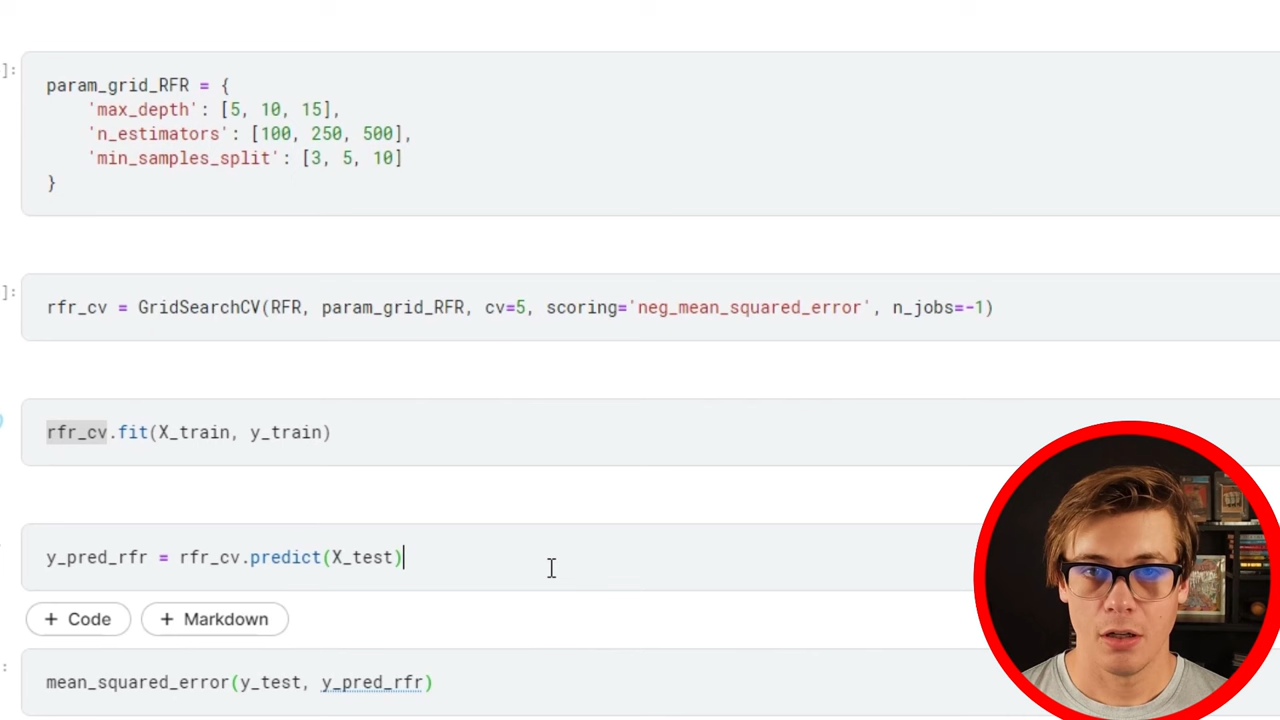 ]:
param_grid_RFR = {
'max_depth': [5, 10, 15],
'n_estimators': [100, 250, 500],
'min_samples_split': [3, 5, 10]
}
]:
rfr_cv = GridSearchCV(RFR, param_grid_RFR, cv=5, scoring='neg_mean_squared_error', n_jobs=-1)
rfr_cv.fit(X_train, y_train)
y_pred_rfr = rfr_cv.predict(X_test)
+ Code + Markdown
:
mean_squared_error(y_test, y_pred_rfr)